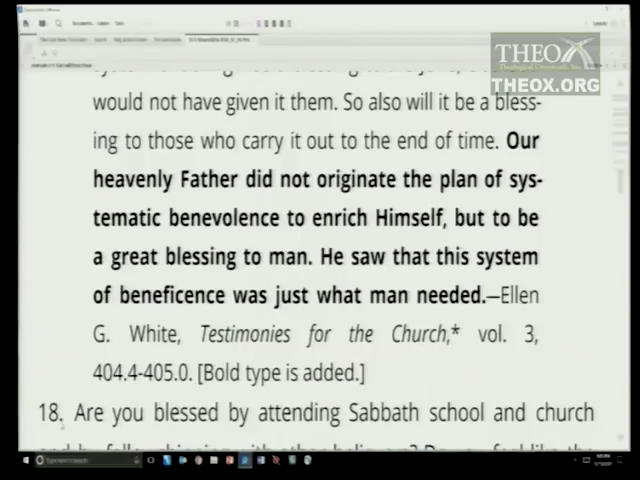 THEOX
THEOX.ORG
would not have given it them. So also will it be a bless-
ing to those who carry it out to the end of time. Our
heavenly Father did not originate the plan of sys-
tematic benevolence to enrich Himself, but to be
a great blessing to man. He saw that this system
of beneficence was just what man needed.—Ellen
G. White, Testimonies for the Church,* vol. 3,
404.4-405.0. [Bold type is added.]
18. Are you blessed by attending Sabbath school and church